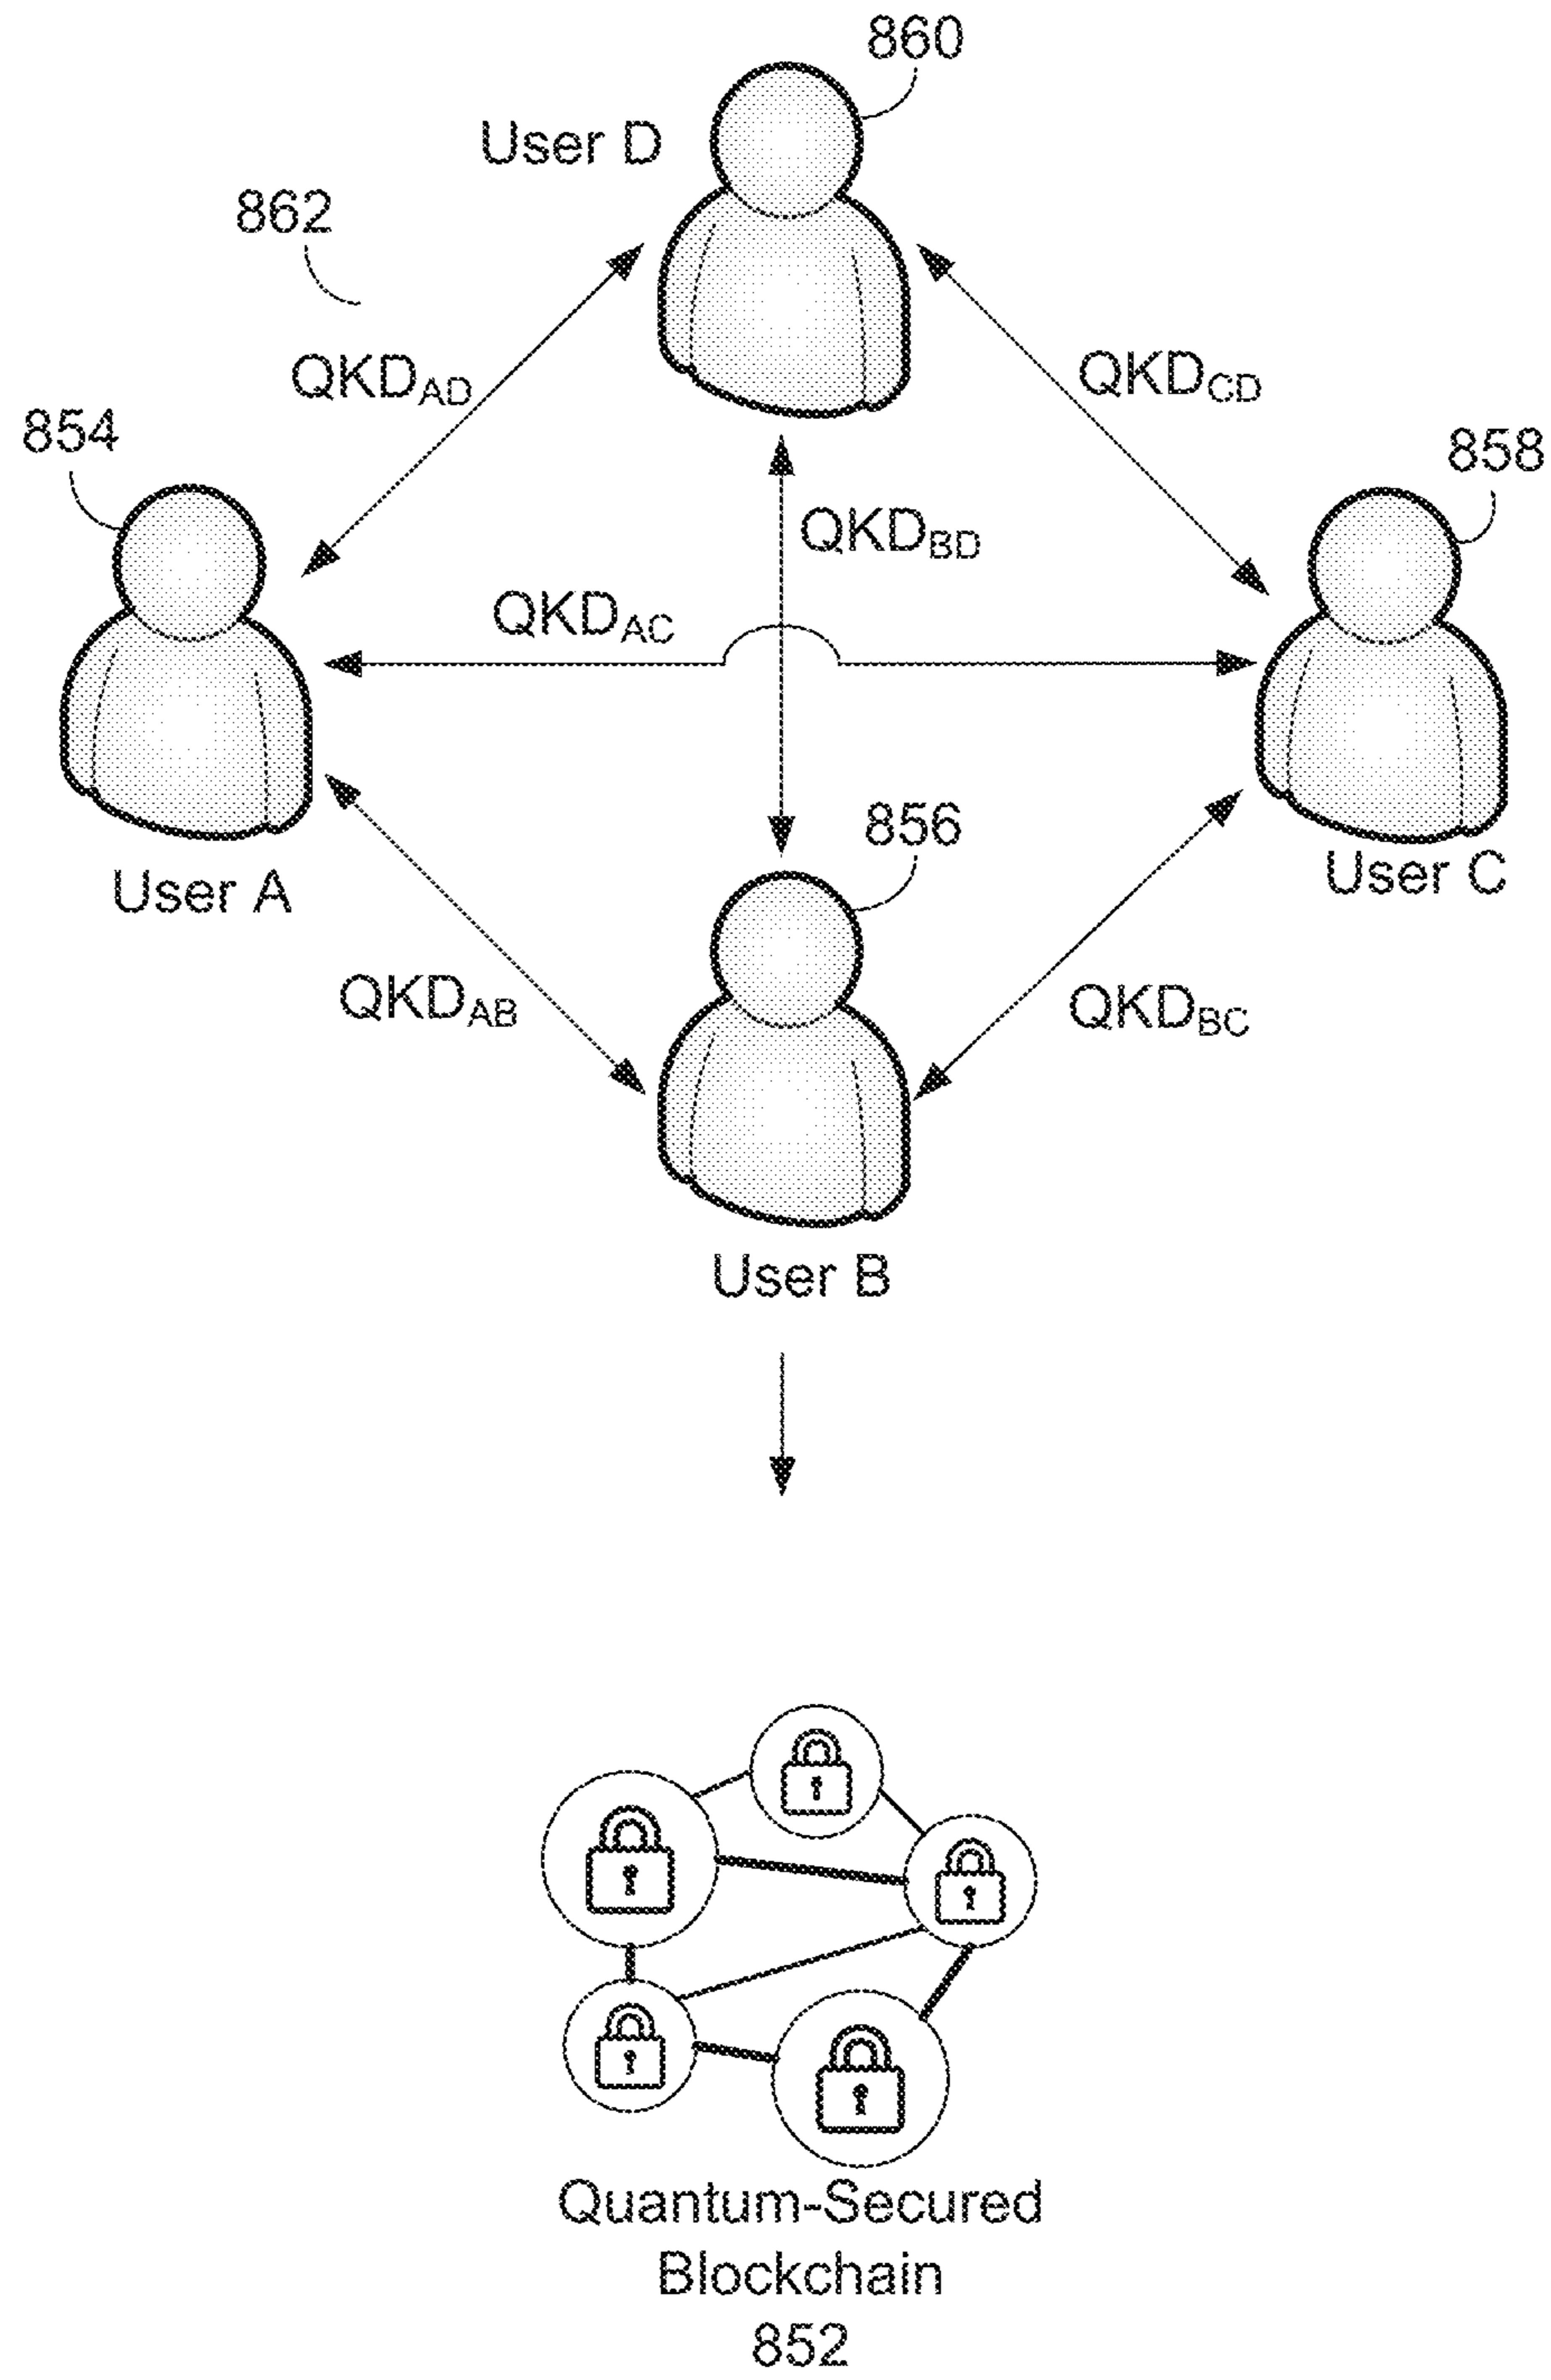 860
User D
862
QKDAD
QKDCD
854
858
QKDBD
QKDAC
856
User C
User A
QKDAB
QKDBC
User B
Quantum-Secured
Blockchain
852